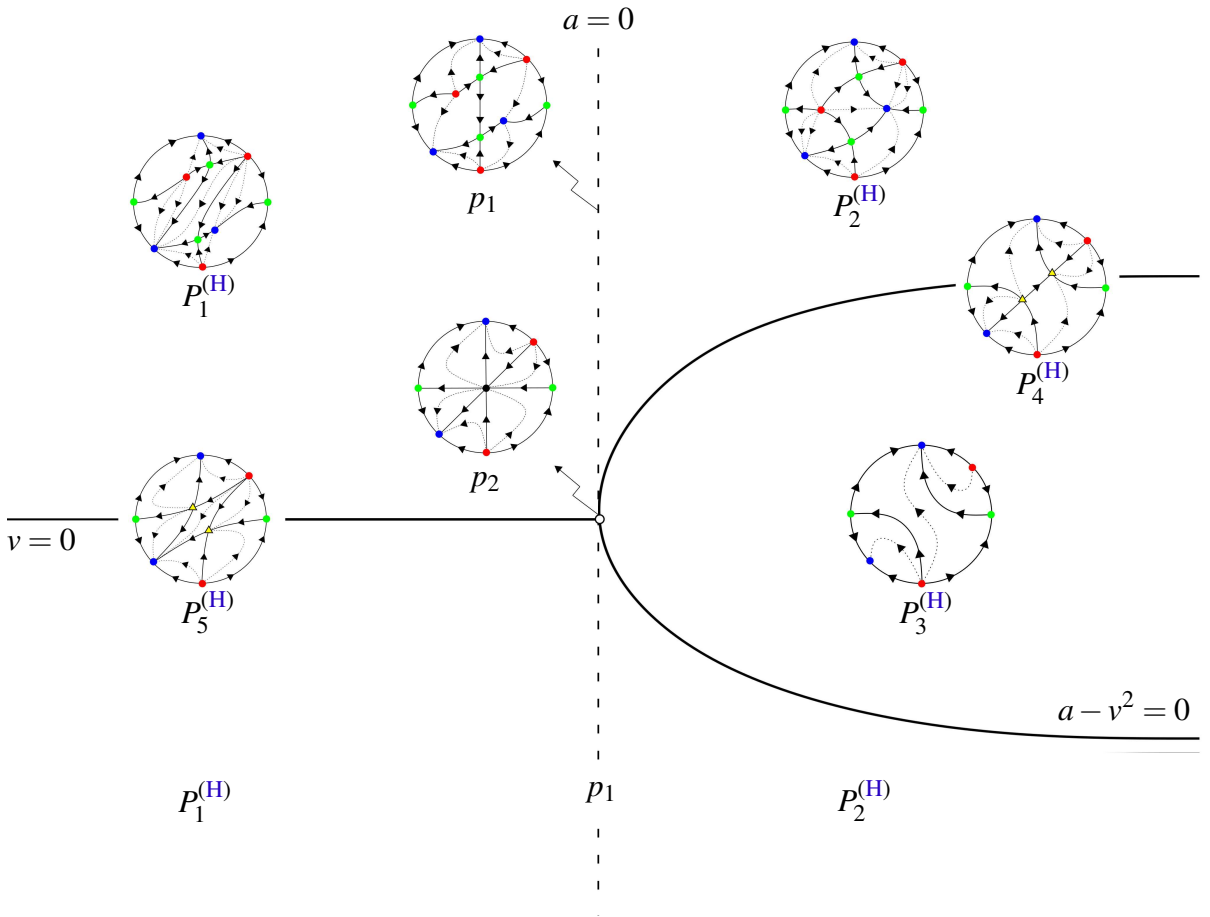 a = 0
p₁
P₁⁽ᴴ⁾
P₂⁽ᴴ⁾
P₄⁽ᴴ⁾
p₂
v = 0
P₅⁽ᴴ⁾
P₃⁽ᴴ⁾
a − v² = 0
P₁⁽ᴴ⁾
p₁
P₂⁽ᴴ⁾